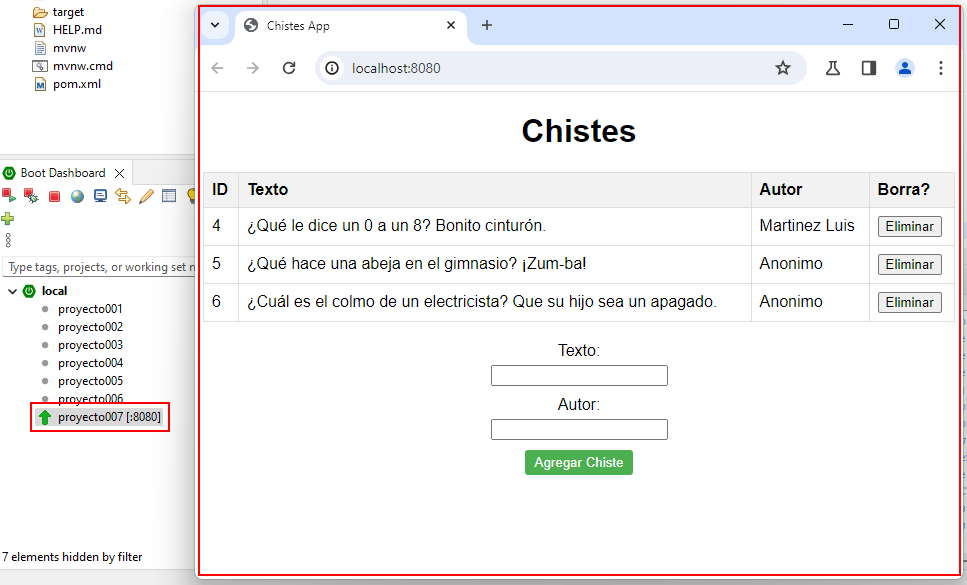 target
HELP.md
mvnw
mvnw.cmd
pom.xml
Boot Dashboard
Type tags, projects, or working set n
local
proyecto001
proyecto002
proyecto003
proyecto004
proyecto005
proyecto006
proyecto007 [:8080]
7 elements hidden by filter
Chistes App
localhost:8080
Chistes
ID Texto Autor Borra?
4 ¿Qué le dice un 0 a un 8? Bonito cinturón. Martinez Luis Eliminar
5 ¿Qué hace una abeja en el gimnasio? ¡Zum-ba! Anonimo Eliminar
6 ¿Cuál es el colmo de un electricista? Que su hijo sea un apagado. Anonimo Eliminar
Texto:
Autor:
Agregar Chiste